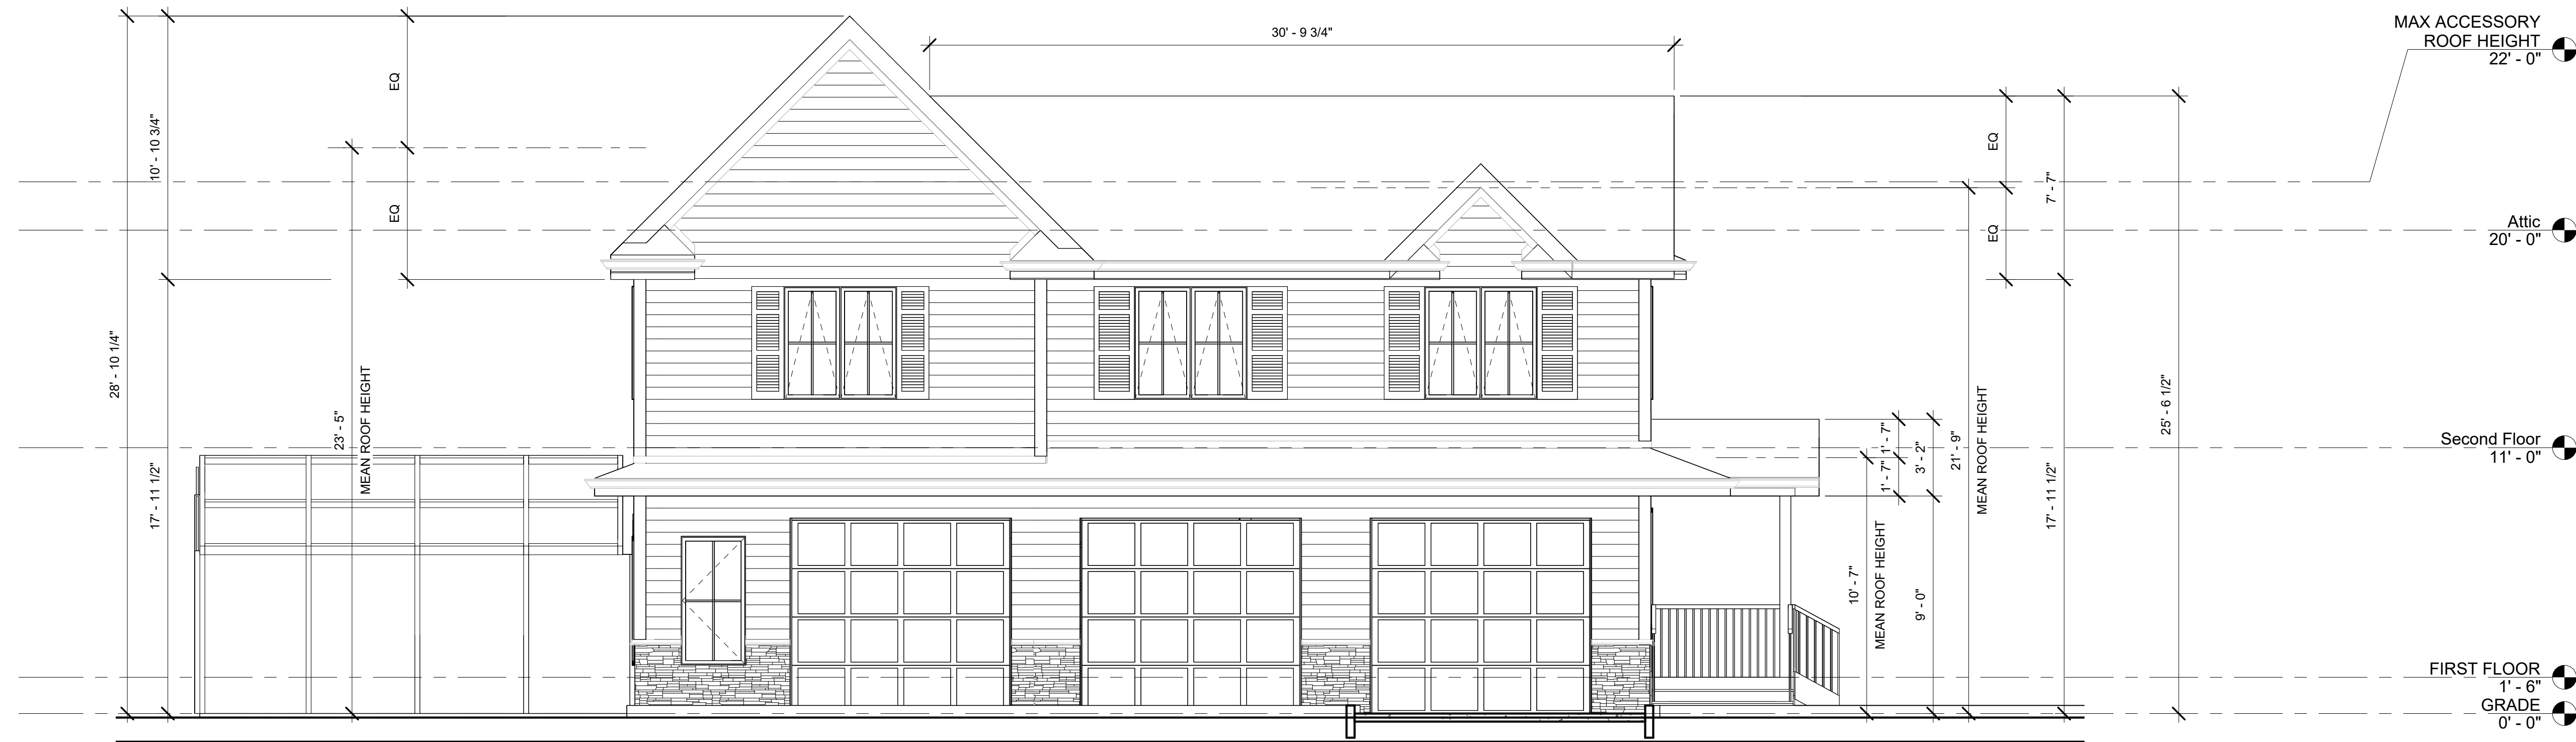 MAX ACCESSORY
ROOF HEIGHT
22' - 0"
30' - 9 3/4"
EQ
10' - 10 3/4"
EQ
EQ
7' - 7"
EQ
Attic
20' - 0"
28' - 10 1/4"
23' - 5"
MEAN ROOF HEIGHT
17' - 11 1/2"
1' - 7"
1' - 7"
3' - 2"
21' - 9"
MEAN ROOF HEIGHT
17' - 11 1/2"
25' - 6 1/2"
Second Floor
11' - 0"
10' - 7"
MEAN ROOF HEIGHT
9' - 0"
FIRST FLOOR
1' - 6"
GRADE
0' - 0"